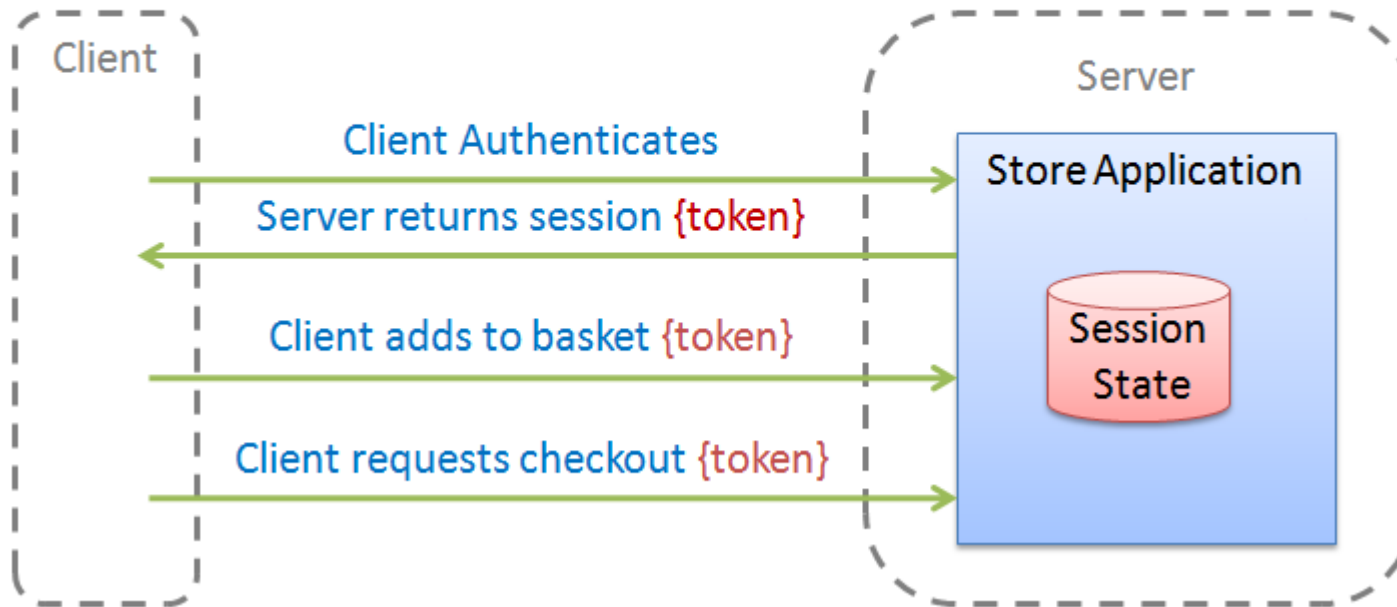 Client
Server
Client Authenticates
Store Application
Server returns session {token}
Client adds to basket {token}
Session
State
Client requests checkout {token}